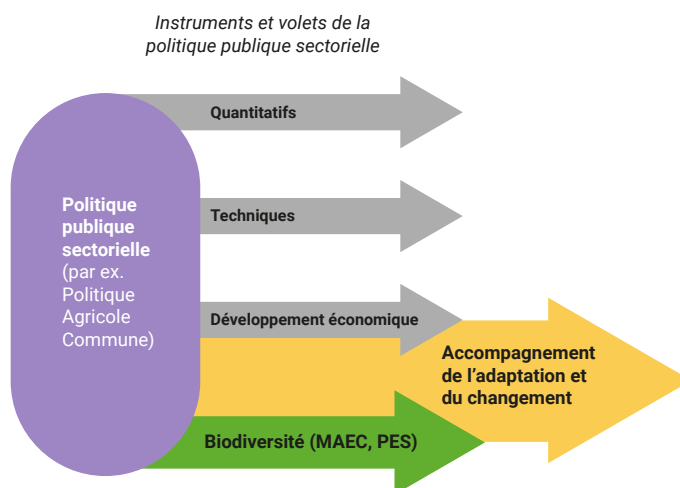 Instruments et volets de la
politique publique sectorielle
Quantitatifs
Politique
publique
sectorielle
(par ex.
Politique
Agricole
Commune)
Techniques
Développement économique
Accompagnement
de l'adaptation et
du changement
Biodiversité (MAEC, PES)